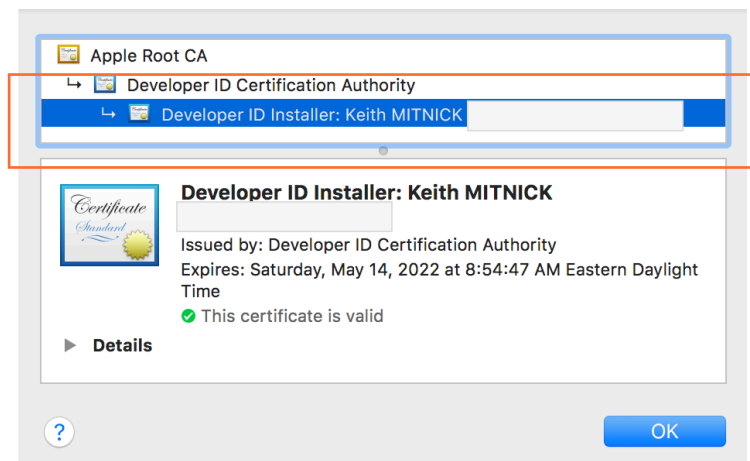 Apple Root CA
Developer ID Certification Authority
Developer ID Installer: Keith MITNICK
Certificate
Standard
Developer ID Installer: Keith MITNICK
Issued by: Developer ID Certification Authority
Expires: Saturday, May 14, 2022 at 8:54:47 AM Eastern Daylight
Time
This certificate is valid
Details
?
OK